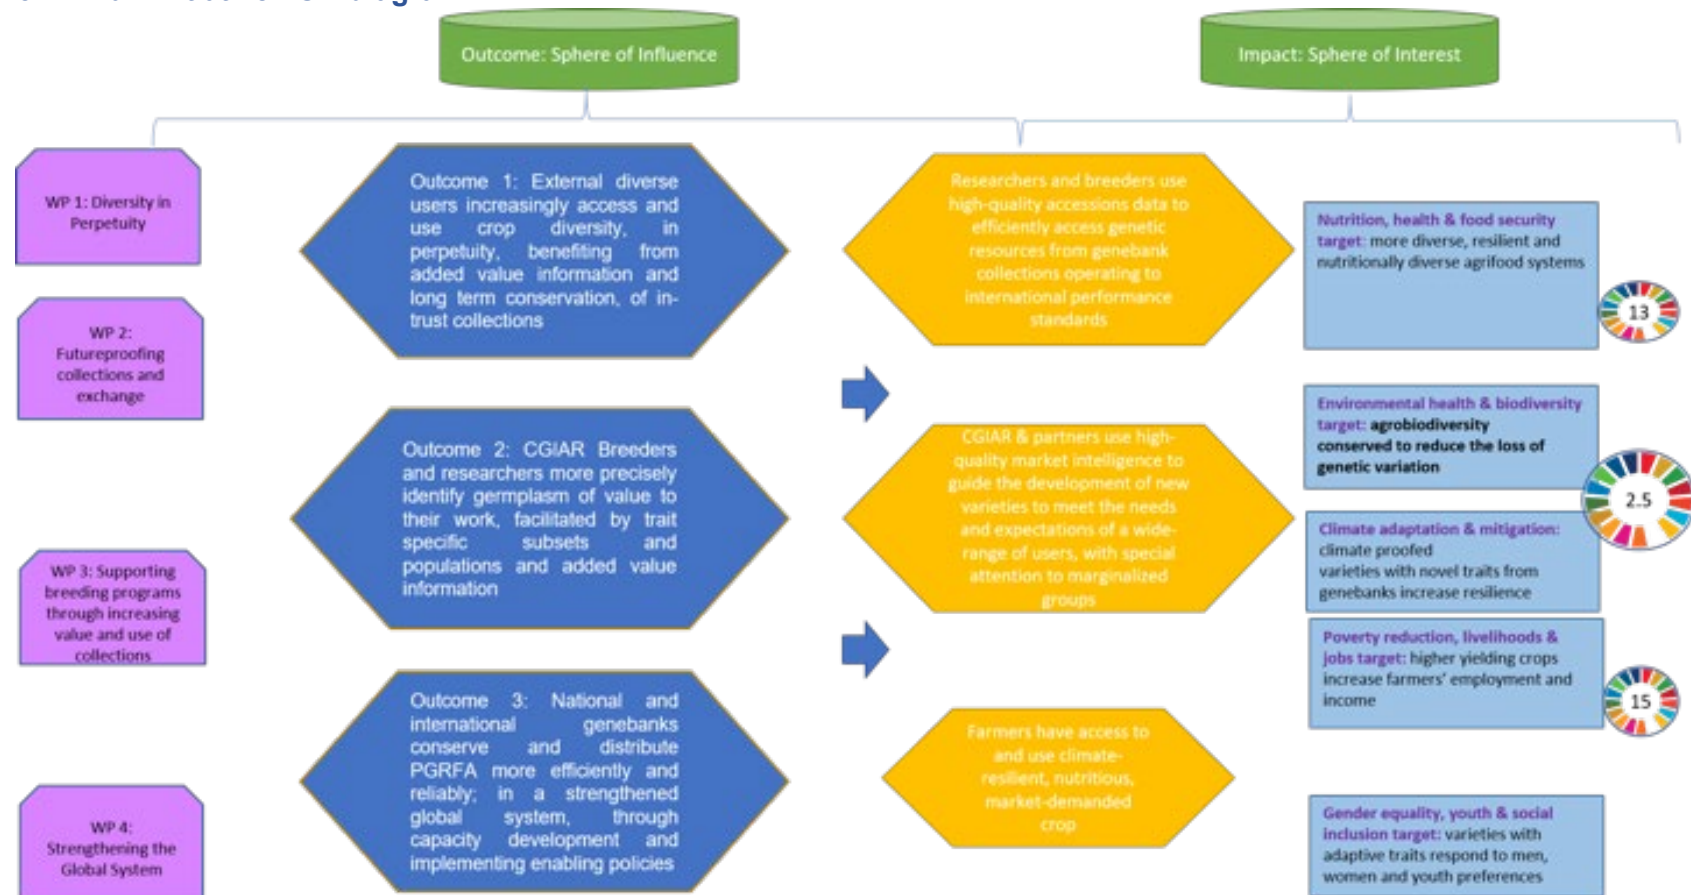 Outcome: Sphere of Influence
Impact: Sphere of Interest
WP 1: Diversity in
Perpetuity
WP 2:
Futureproofing
collections and
exchange
WP 3: Supporting
breeding programs
through increasing
value and use of
collections
WP 4:
Strengthening the
Global System
Outcome 1: External diverse
users increasingly access and
use crop diversity, in
perpetuity, benefiting from
added value information and
long term conservation, of in-
trust collections
Outcome 2: CGIAR Breeders
and researchers more precisely
identify germplasm of value to
their work, facilitated by trait
specific subsets and
populations and added value
information
Outcome 3: National and
international genebanks
conserve and distribute
PGRFA more efficiently and
reliably; in a strengthened
global system, through
capacity development and
implementing enabling policies
Researchers and breeders use
high-quality accessions data to
efficiently access genetic
resources from genebank
collections operating to
international performance
standards
CGIAR & partners use high-
quality market intelligence to
guide the development of new
varieties to meet the needs
and expectations of a wide-
range of users, with special
attention to marginalized
groups
Farmers have access to
and use climate-
resilient, nutritious,
market-demanded
crop
Nutrition, health & food security
target: more diverse, resilient and
nutritionally diverse agrifood systems
13
Environmental health & biodiversity
target: agrobiodiversity
conserved to reduce the loss of
genetic variation
2.5
Climate adaptation & mitigation:
climate proofed
varieties with novel traits from
genebanks increase resilience
Poverty reduction, livelihoods &
jobs target: higher yielding crops
increase farmers' employment and
income
15
Gender equality, youth & social
inclusion target: varieties with
adaptive traits respond to men,
women and youth preferences